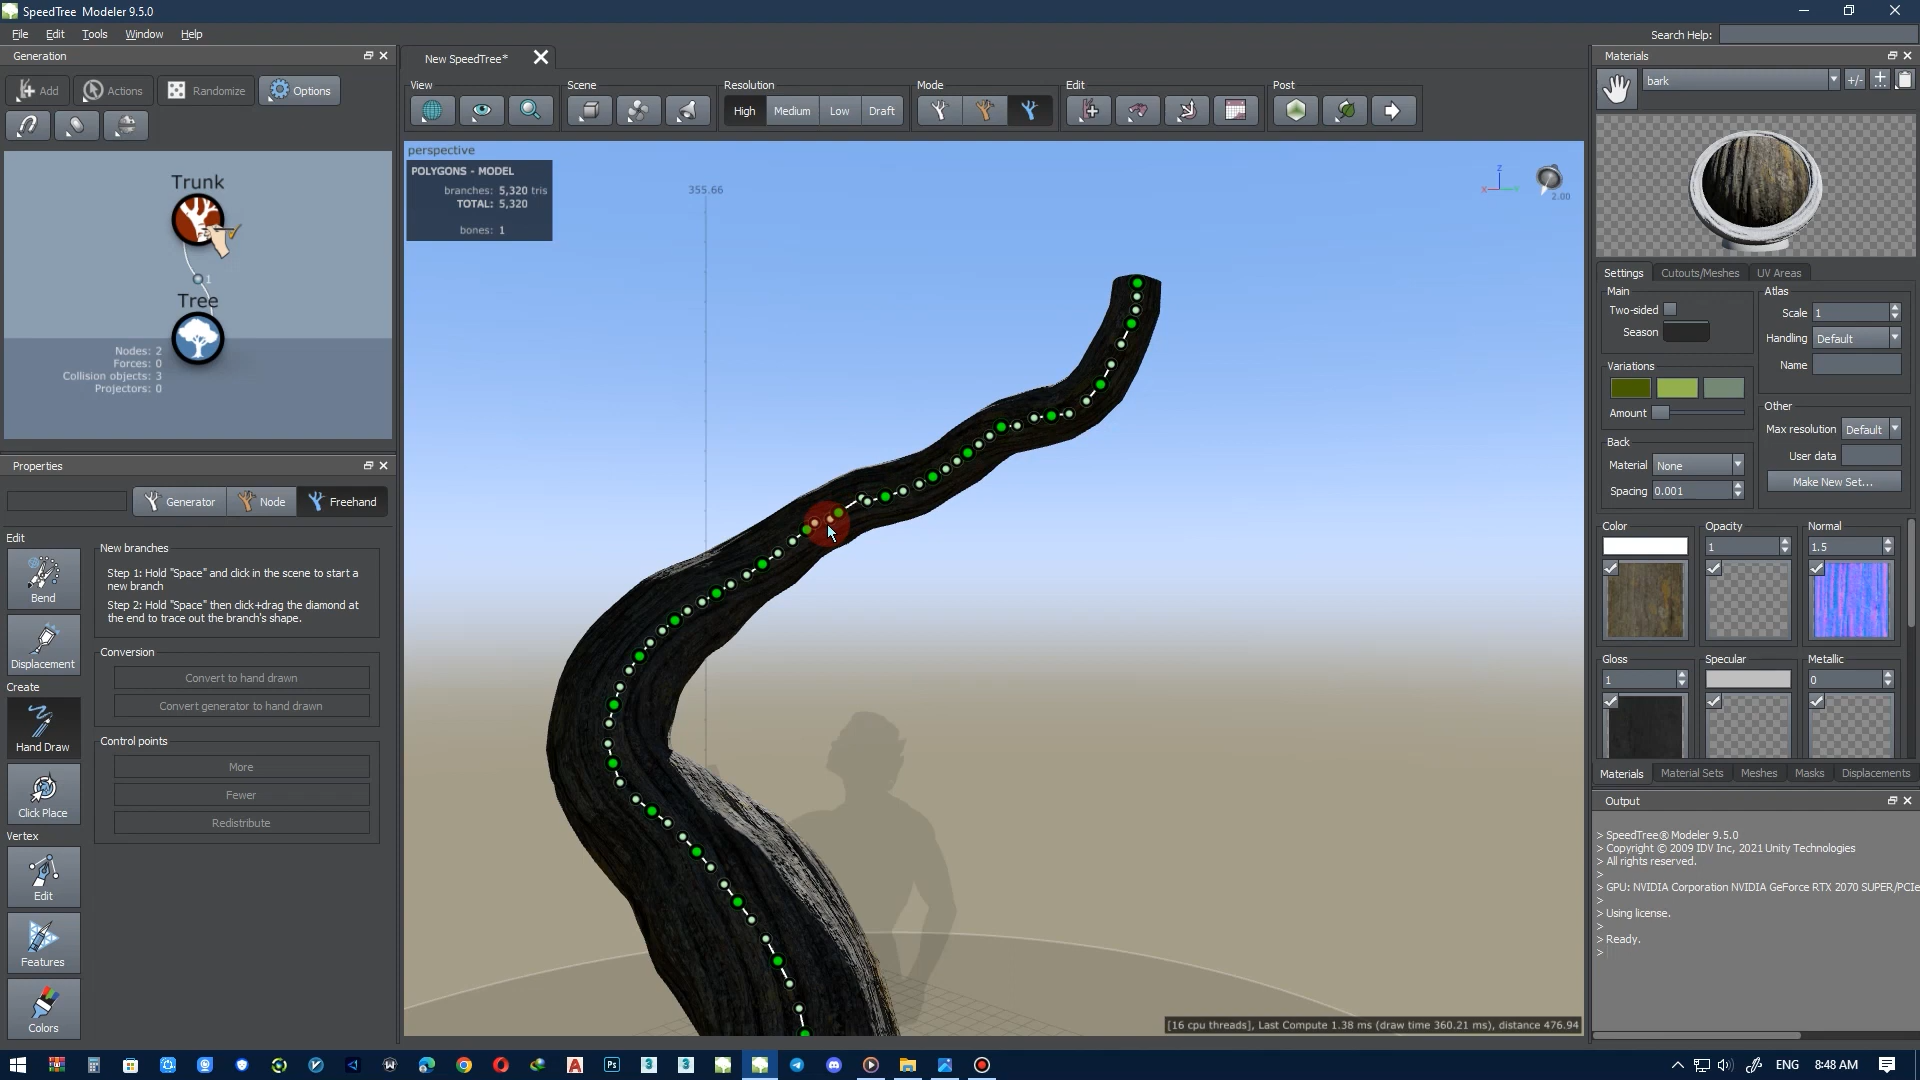 SpeedTree Modeler 9.5.0
File Edit Tools Window Help
Search Help:
Generation
Add Actions Randomize Options
Trunk
1
Tree
Nodes: 2
Forces: 0
Collision objects: 3
Projectors: 0
Properties
Generator Node Freehand
Edit
Bend
Displacement
Create
Hand Draw
Click Place
Vertex
Edit
Features
Colors
New branches
Step 1: Hold "Space" and click in the scene to start a
new branch
Step 2: Hold "Space" then click+drag the diamond at
the end to trace out the branch's shape.
Conversion
Convert to hand drawn
Convert generator to hand drawn
Control points
More
Fewer
Redistribute
New SpeedTree*
View Scene Resolution Mode Edit Post
High Medium Low Draft
perspective
POLYGONS - MODEL
branches: 5,320 tris
TOTAL: 5,320
bones: 1
355.66
Z
X
Y
2.00
[16 cpu threads], Last Compute 1.38 ms (draw time 360.21 ms), distance 476.94
Materials
bark
+/-
Settings Cutouts/Meshes UV Areas
Main
Two-sided
Season
Variations
Amount
Back
Material None
Spacing 0.001
Atlas
Scale 1
Handling Default
Name
Other
Max resolution Default
User data
Make New Set...
Color Opacity Normal
1 1.5
Gloss Specular Metallic
1 0
Materials Material Sets Meshes Masks Displacements
Output
> SpeedTree® Modeler 9.5.0
> Copyright © 2009 IDV Inc, 2021 Unity Technologies
> All rights reserved.
>
> GPU: NVIDIA Corporation NVIDIA GeForce RTX 2070 SUPER/PCIe
>
> Using license.
>
> Ready.
>
ENG 8:48 AM